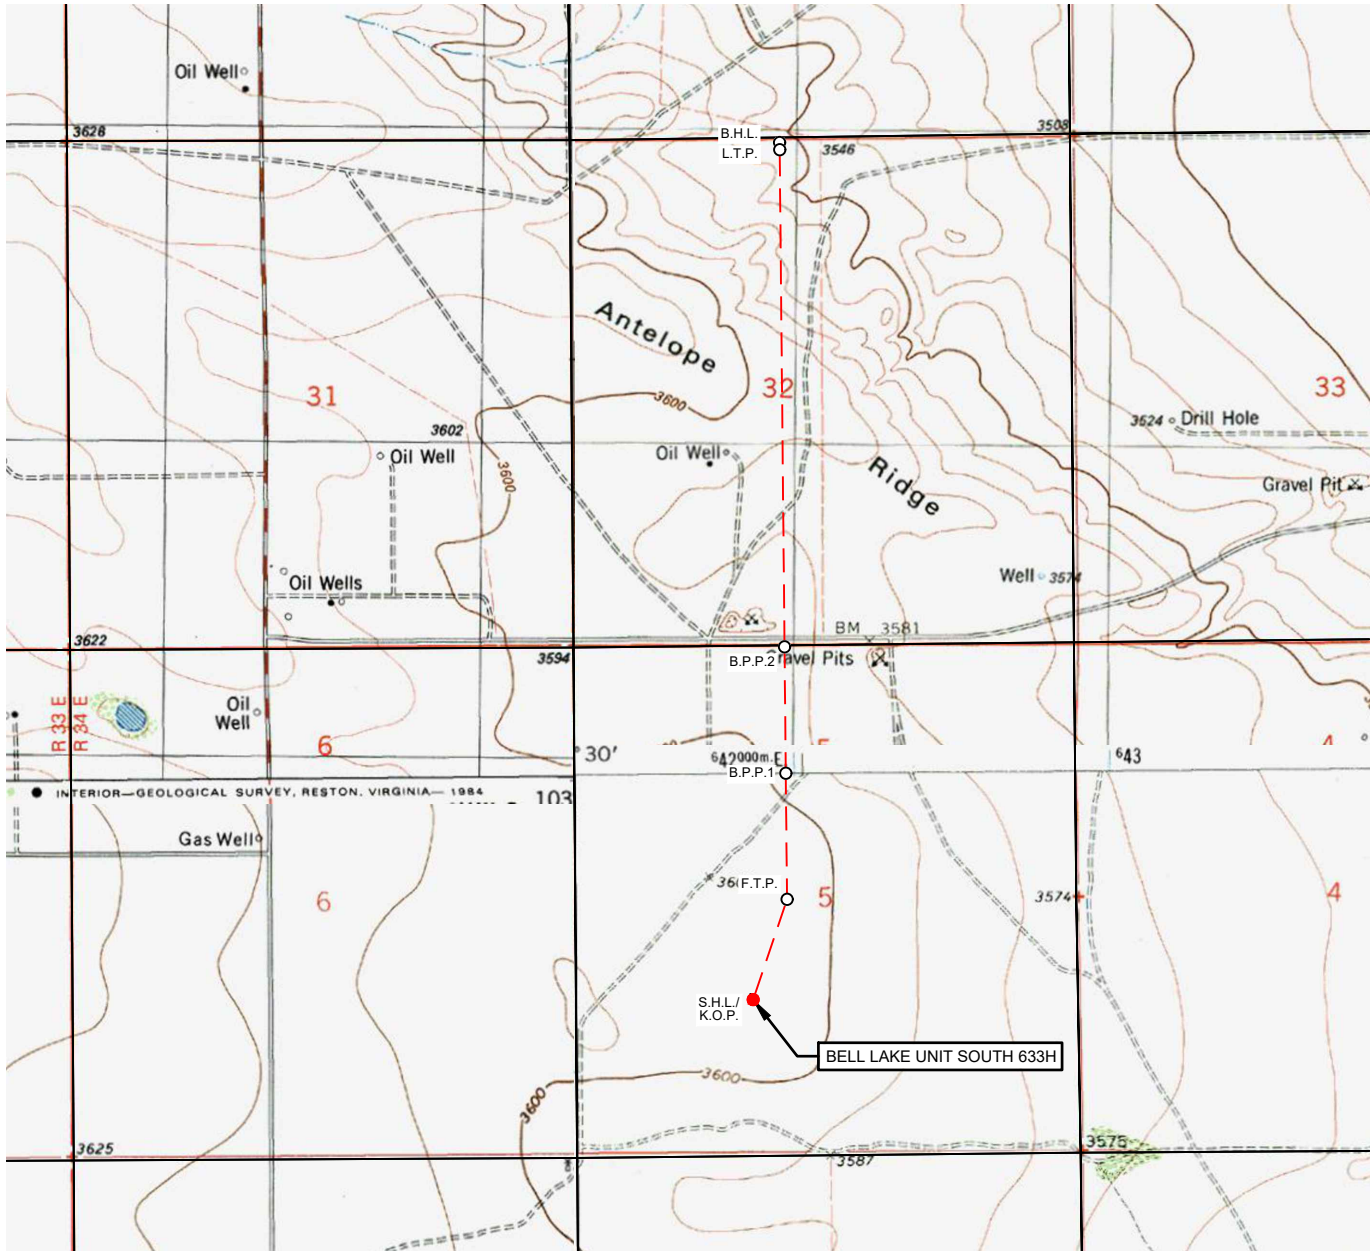 Oil Well
3628
B.H.L.
L.T.P.
3546
3503
Antelope
3600
31
32
33
3602
Oil Well
Oil Well
3524
Drill Hole
3600
Ridge
Gravel Pit
Oil Wells
Well
3574
BM
3581
3622
3594
B.P.P.2
ravel Pits
R 33 E
R 34 E
Oil
Well
6
30'
642000m.E
B.P.P.1
643
INTERIOR—GEOLOGICAL SURVEY, RESTON, VIRGINIA—1984
103
Gas Well
6
F.T.P.
5
3574
4
S.H.L./
K.O.P.
BELL LAKE UNIT SOUTH 633H
3600
3600
3625
3575
3587